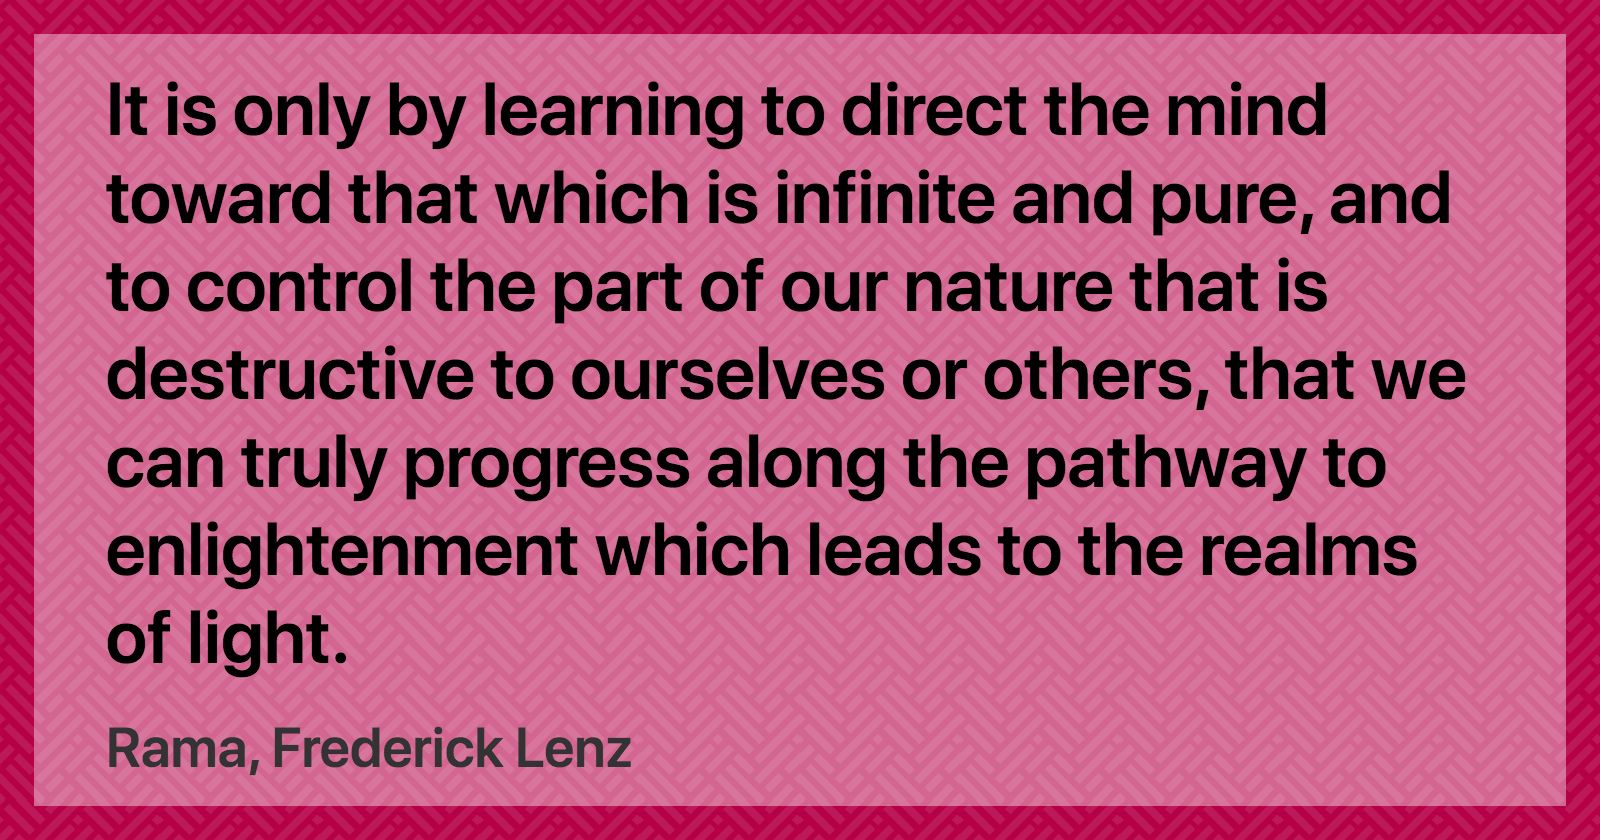 It is only by learning to direct the mind
toward that which is infinite and pure, and
to control the part of our nature that is
destructive to ourselves or others, that we
can truly progress along the pathway to
enlightenment which leads to the realms
of light.
Rama, Frederick Lenz